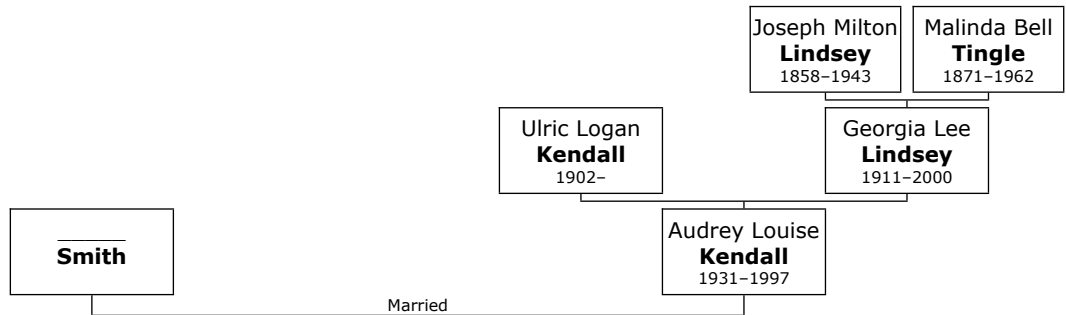 Joseph Milton
Lindsey
1858–1943
Malinda Bell
Tingle
1871–1962
Ulric Logan
Kendall
1902–
Georgia Lee
Lindsey
1911–2000
______
Smith
Audrey Louise
Kendall
1931–1997
Married